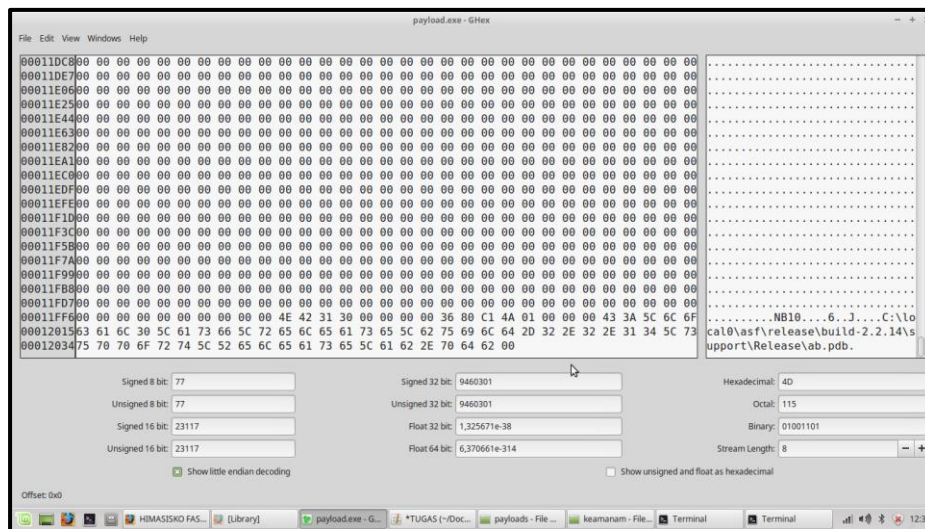 payload.exe - GHex
File Edit View Windows Help
00011DC8 00 00 00 00 00 00 00 00 00 00 00 00 00 00 00 00 00 00 00 00 00 00 00 00 00 00 00 00 00 00 00 ...............................
00011DE7 00 00 00 00 00 00 00 00 00 00 00 00 00 00 00 00 00 00 00 00 00 00 00 00 00 00 00 00 00 00 00 ...............................
00011E06 00 00 00 00 00 00 00 00 00 00 00 00 00 00 00 00 00 00 00 00 00 00 00 00 00 00 00 00 00 00 00 ...............................
00011E25 00 00 00 00 00 00 00 00 00 00 00 00 00 00 00 00 00 00 00 00 00 00 00 00 00 00 00 00 00 00 00 ...............................
00011E44 00 00 00 00 00 00 00 00 00 00 00 00 00 00 00 00 00 00 00 00 00 00 00 00 00 00 00 00 00 00 00 ...............................
00011E63 00 00 00 00 00 00 00 00 00 00 00 00 00 00 00 00 00 00 00 00 00 00 00 00 00 00 00 00 00 00 00 ...............................
00011E82 00 00 00 00 00 00 00 00 00 00 00 00 00 00 00 00 00 00 00 00 00 00 00 00 00 00 00 00 00 00 00 ...............................
00011EA1 00 00 00 00 00 00 00 00 00 00 00 00 00 00 00 00 00 00 00 00 00 00 00 00 00 00 00 00 00 00 00 ...............................
00011EC0 00 00 00 00 00 00 00 00 00 00 00 00 00 00 00 00 00 00 00 00 00 00 00 00 00 00 00 00 00 00 00 ...............................
00011EDF 00 00 00 00 00 00 00 00 00 00 00 00 00 00 00 00 00 00 00 00 00 00 00 00 00 00 00 00 00 00 00 ...............................
00011EFE 00 00 00 00 00 00 00 00 00 00 00 00 00 00 00 00 00 00 00 00 00 00 00 00 00 00 00 00 00 00 00 ...............................
00011F1D 00 00 00 00 00 00 00 00 00 00 00 00 00 00 00 00 00 00 00 00 00 00 00 00 00 00 00 00 00 00 00 ...............................
00011F3C 00 00 00 00 00 00 00 00 00 00 00 00 00 00 00 00 00 00 00 00 00 00 00 00 00 00 00 00 00 00 00 ...............................
00011F5B 00 00 00 00 00 00 00 00 00 00 00 00 00 00 00 00 00 00 00 00 00 00 00 00 00 00 00 00 00 00 00 ...............................
00011F7A 00 00 00 00 00 00 00 00 00 00 00 00 00 00 00 00 00 00 00 00 00 00 00 00 00 00 00 00 00 00 00 ...............................
00011F99 00 00 00 00 00 00 00 00 00 00 00 00 00 00 00 00 00 00 00 00 00 00 00 00 00 00 00 00 00 00 00 ...............................
00011FB8 00 00 00 00 00 00 00 00 00 00 00 00 00 00 00 00 00 00 00 00 00 00 00 00 00 00 00 00 00 00 00 ...............................
00011FD7 00 00 00 00 00 00 00 00 00 00 00 00 00 00 00 00 00 00 00 00 00 00 00 00 00 00 00 00 00 00 00 ...............................
00011FF6 00 00 00 00 00 00 00 00 00 00 4E 42 31 30 00 00 00 00 36 80 C1 4A 01 00 00 00 43 3A 5C 6C 6F ..........NB10....6..J....C:\lo
00012015 63 61 6C 30 5C 61 73 66 5C 72 65 6C 65 61 73 65 5C 62 75 69 6C 64 2D 32 2E 32 2E 31 34 5C 73 cal0\asf\release\build-2.2.14\s
00012034 75 70 70 6F 72 74 5C 52 65 6C 65 61 73 65 5C 61 62 2E 70 64 62 00 upport\Release\ab.pdb.
Signed 8 bit: 77 Signed 32 bit: 9460301 Hexadecimal: 4D
Unsigned 8 bit: 77 Unsigned 32 bit: 9460301 Octal: 115
Signed 16 bit: 23117 Float 32 bit: 1,325671e-38 Binary: 01001101
Unsigned 16 bit: 23117 Float 64 bit: 6,370661e-314 Stream Length: 8
Show little endian decoding Show unsigned and float as hexadecimal
Offset: 0x0
HIMASISKO FAS... [Library] payload.exe - G... *TUGAS (~/Doc... payloads - File ... keamanam - File... Terminal Terminal 12:3